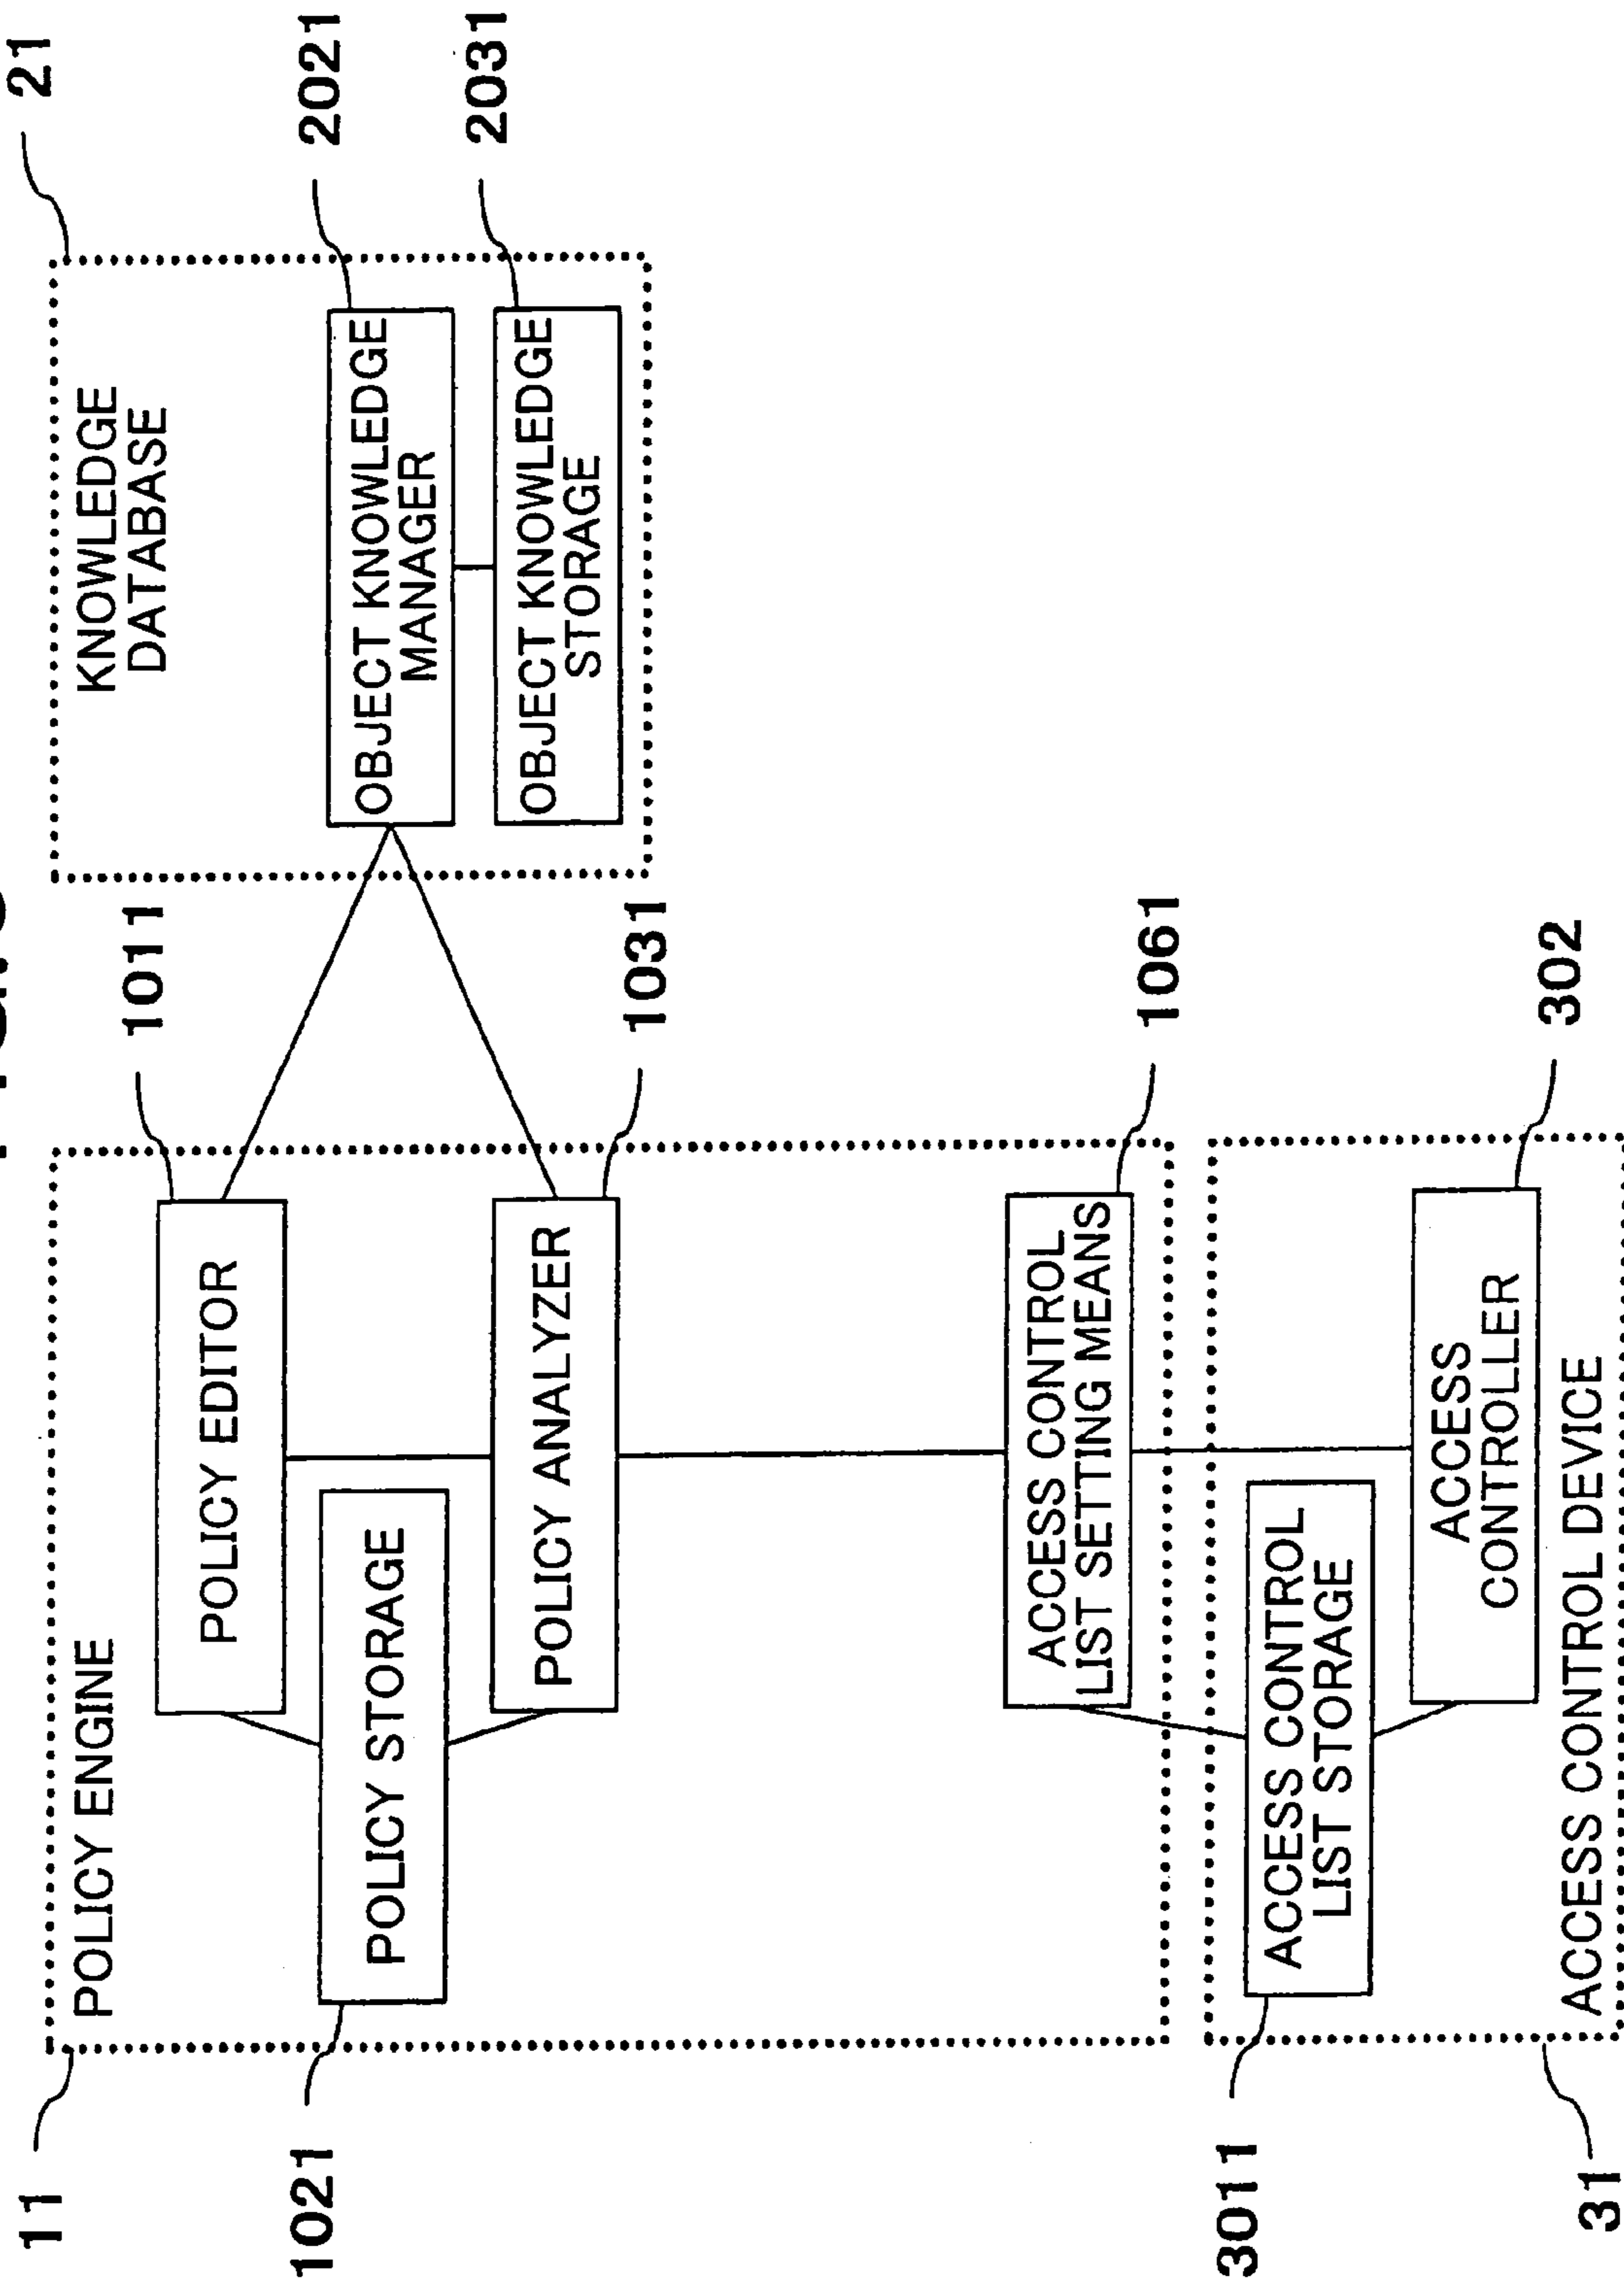 11
POLICY ENGINE
POLICY EDITOR
1011
1021
POLICY STORAGE
POLICY ANALYZER
1031
21
KNOWLEDGE
DATABASE
OBJECT KNOWLEDGE
MANAGER
2021
OBJECT KNOWLEDGE
STORAGE
2031
ACCESS CONTROL
LIST SETTING MEANS
1061
3011
ACCESS CONTROL
LIST STORAGE
ACCESS
CONTROLLER
302
ACCESS CONTROL DEVICE
31